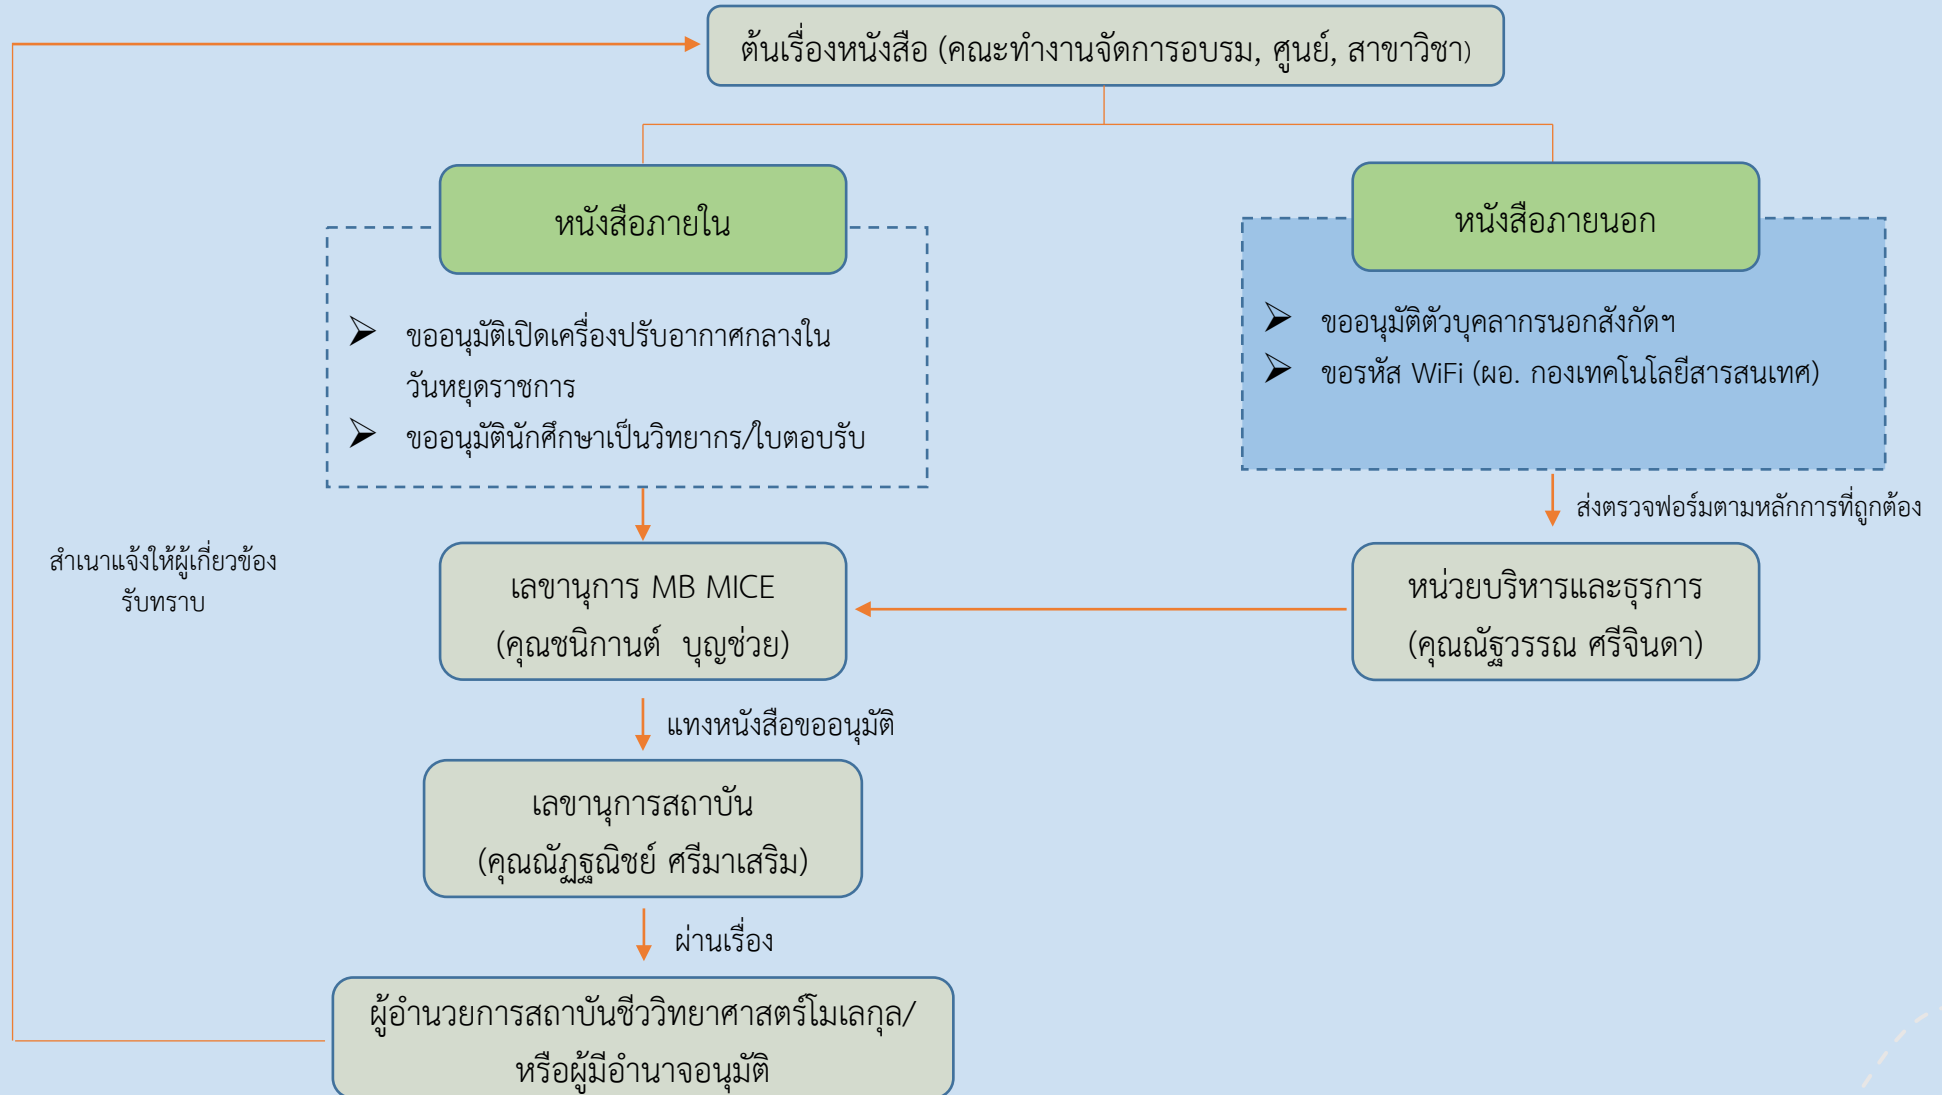 ต้นเรื่องหนังสือ (คณะทำงานจัดการอบรม, ศูนย์, สาขาวิชา)
หนังสือภายใน
หนังสือภายนอก
ขออนุมัติเปิดเครื่องปรับอากาศกลางใน
วันหยุดราชการ
ขออนุมัตินักศึกษาเป็นวิทยากร/ใบตอบรับ
ขออนุมัติตัวบุคลากรนอกสังกัดฯ
ขอรหัส WiFi (ผอ. กองเทคโนโลยีสารสนเทศ)
ส่งตรวจฟอร์มตามหลักการที่ถูกต้อง
สำเนาแจ้งให้ผู้เกี่ยวข้อง
รับทราบ
เลขานุการ MB MICE
(คุณชนิกานต์ บุญช่วย)
หน่วยบริหารและธุรการ
(คุณณัฐวรรณ ศรีจินดา)
แทงหนังสือขออนุมัติ
เลขานุการสถาบัน
(คุณณัฏฐณิชย์ ศรีมาเสริม)
ผ่านเรื่อง
ผู้อำนวยการสถาบันชีววิทยาศาสตร์โมเลกุล/
หรือผู้มีอำนาจอนุมัติ